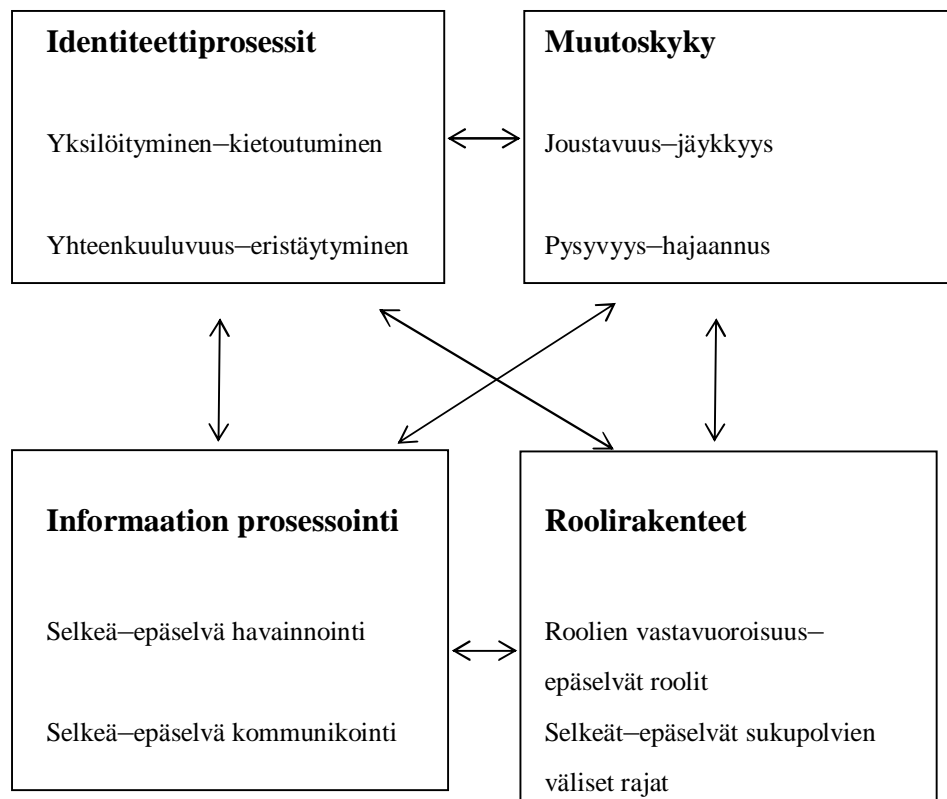 Identiteettiprosessit
Yksilöityminen–kietoutuminen
Yhteenkuuluvuus–eristäytyminen
Muutoskyky
Joustavuus–jäykkyys
Pysyvyys–hajaannus
Informaation prosessointi
Selkeä–epäselvä havainnointi
Selkeä–epäselvä kommunikointi
Roolirakenteet
Roolien vastavuoroisuus–
epäselvät roolit
Selkeät–epäselvät sukupolvien
väliset rajat